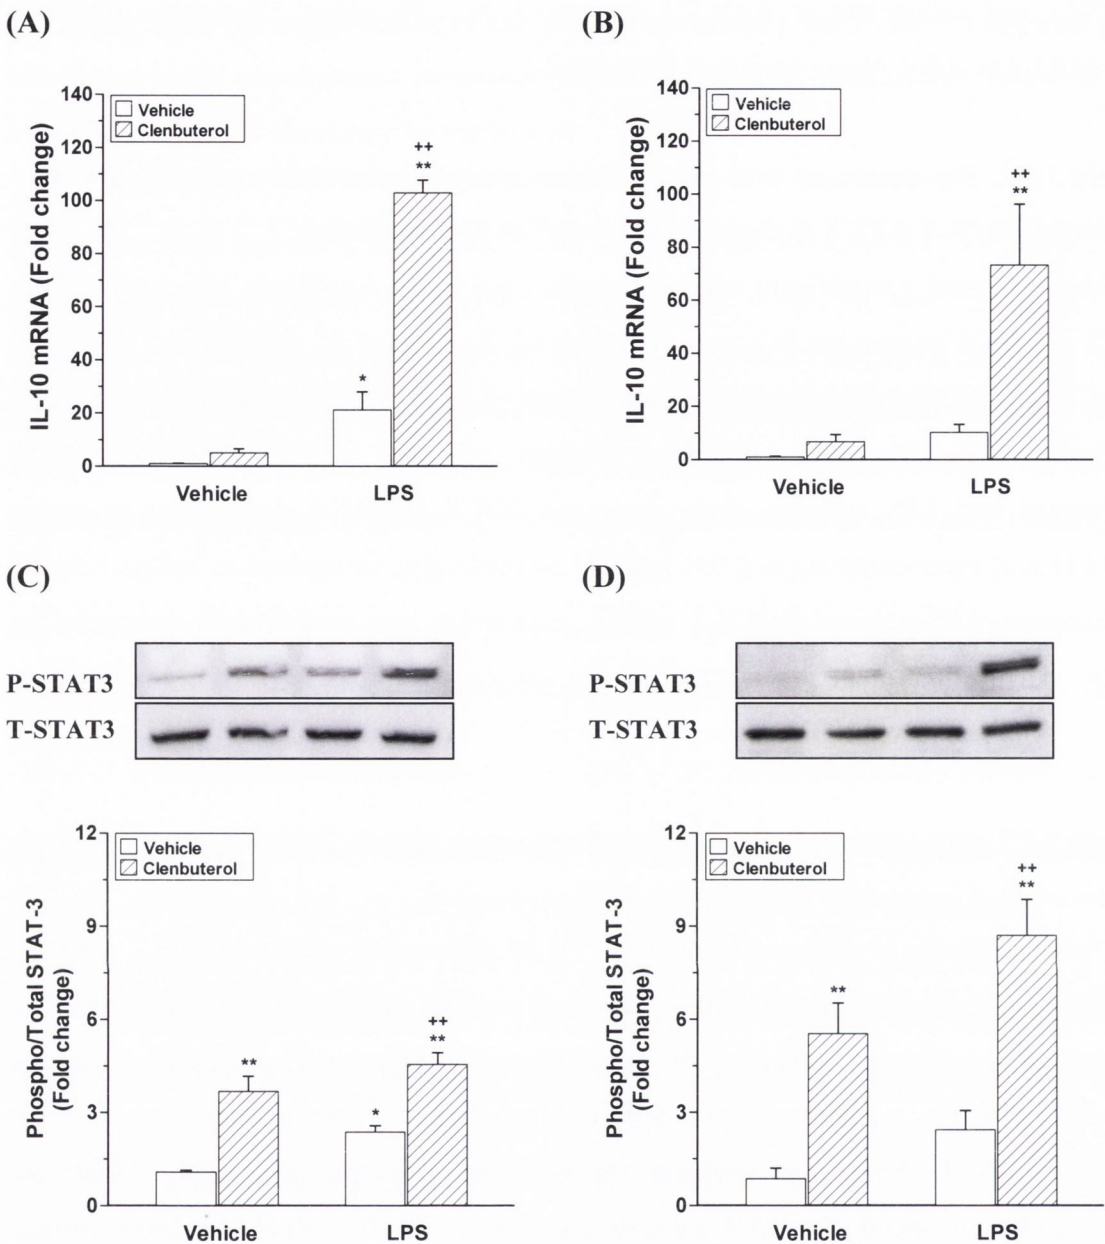 (A)
IL-10 mRNA (Fold change)
140
120
100
80
60
40
20
0
Vehicle
Clenbuterol
*
++
**
Vehicle
LPS
(B)
IL-10 mRNA (Fold change)
140
120
100
80
60
40
20
0
Vehicle
Clenbuterol
++
**
Vehicle
LPS
(C)
P-STAT3
T-STAT3
Phospho/Total STAT-3
(Fold change)
12
9
6
3
0
Vehicle
Clenbuterol
**
*
++
**
Vehicle
LPS
(D)
P-STAT3
T-STAT3
Phospho/Total STAT-3
(Fold change)
12
9
6
3
0
Vehicle
Clenbuterol
**
++
**
Vehicle
LPS